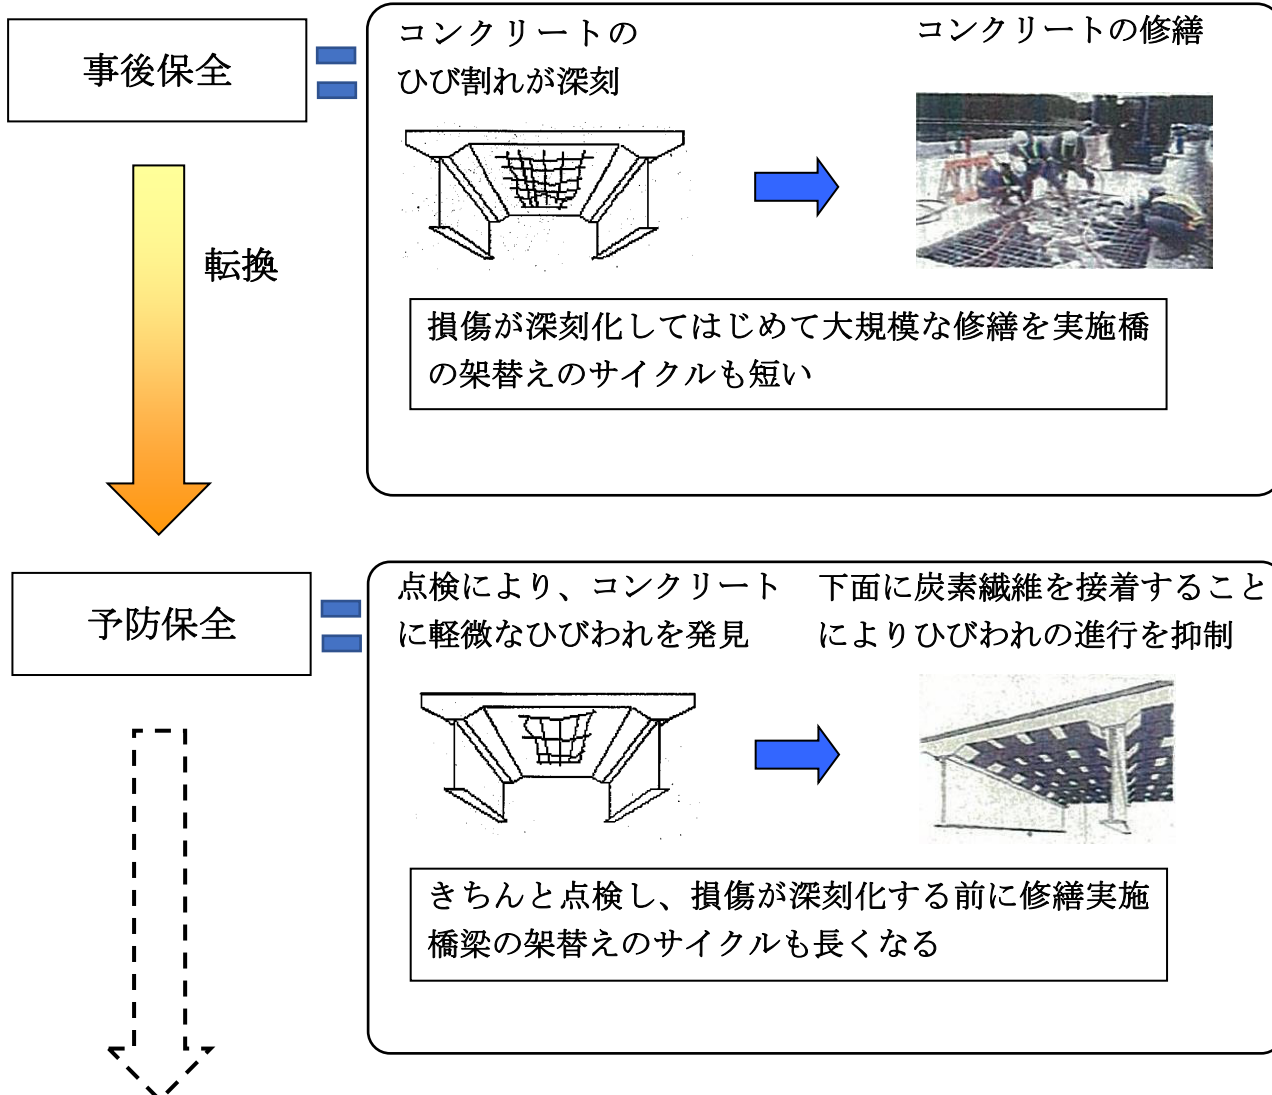 事後保全
コンクリートの
ひび割れが深刻
コンクリートの修繕
損傷が深刻化してはじめて大規模な修繕を実施橋
の架替えのサイクルも短い
転換
予防保全
点検により、コンクリート
に軽微なひびわれを発見
下面に炭素繊維を接着すること
によりひびわれの進行を抑制
きちんと点検し、損傷が深刻化する前に修繕実施
橋梁の架替えのサイクルも長くなる